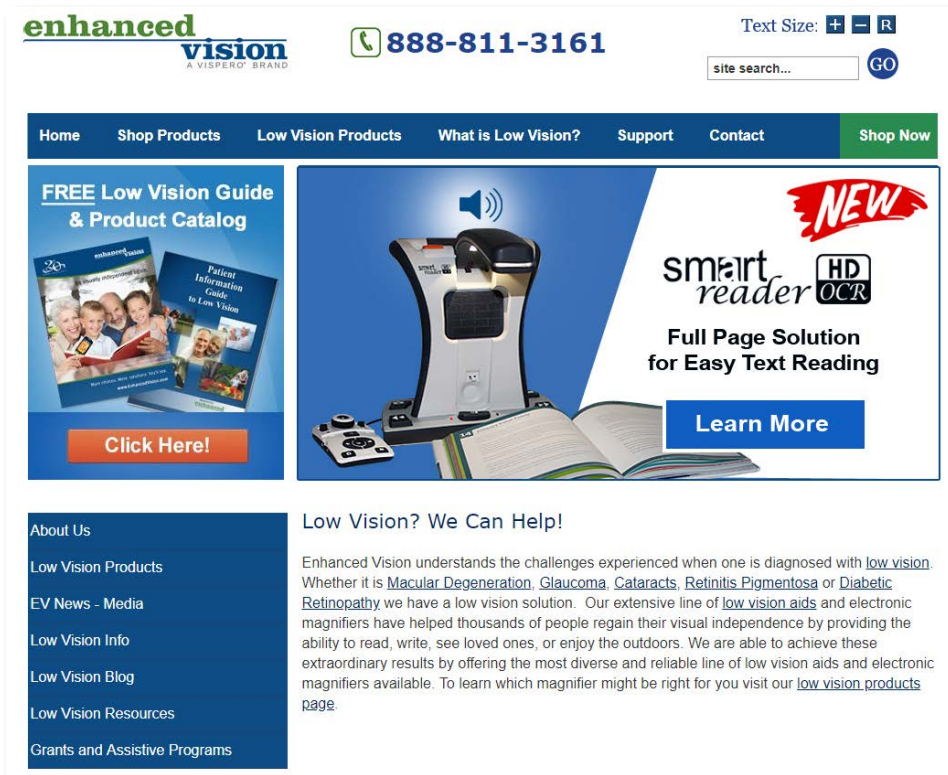 enhanced
vision
A VISPERO® BRAND
888-811-3161
Text Size: + − R
site search...
GO
Home Shop Products Low Vision Products What is Low Vision? Support Contact Shop Now
FREE Low Vision Guide
& Product Catalog
enhanced
vision
Patient
Information
Guide
to Low Vision
www.EnhancedVision.com
Click Here!
NEW
smart
reader HD
OCR
Full Page Solution
for Easy Text Reading
Learn More
About Us
Low Vision Products
EV News - Media
Low Vision Info
Low Vision Blog
Low Vision Resources
Grants and Assistive Programs
Low Vision? We Can Help!
Enhanced Vision understands the challenges experienced when one is diagnosed with low vision.
Whether it is Macular Degeneration, Glaucoma, Cataracts, Retinitis Pigmentosa or Diabetic
Retinopathy we have a low vision solution. Our extensive line of low vision aids and electronic
magnifiers have helped thousands of people regain their visual independence by providing the
ability to read, write, see loved ones, or enjoy the outdoors. We are able to achieve these
extraordinary results by offering the most diverse and reliable line of low vision aids and electronic
magnifiers available. To learn which magnifier might be right for you visit our low vision products
page.